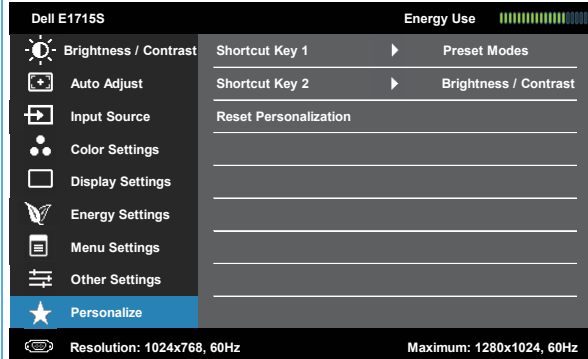 Dell E1715S Energy Use
Brightness / Contrast Shortcut Key 1 Preset Modes
Auto Adjust Shortcut Key 2 Brightness / Contrast
Input Source Reset Personalization
Color Settings
Display Settings
Energy Settings
Menu Settings
Other Settings
Personalize
Resolution: 1024x768, 60Hz Maximum: 1280x1024, 60Hz